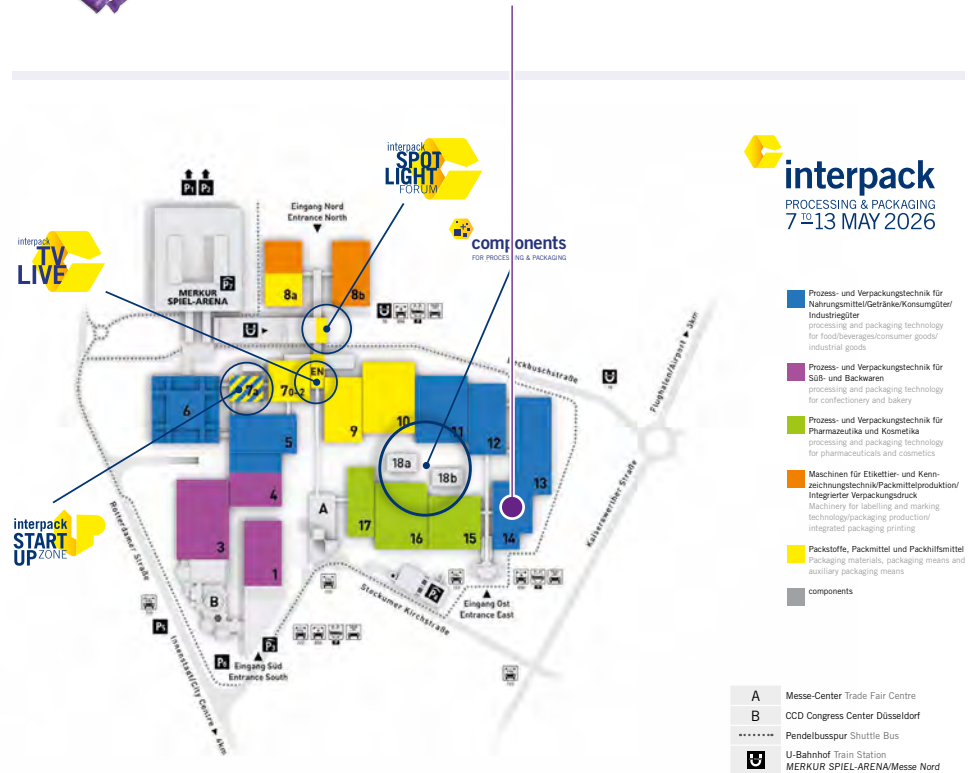 interpack
SPOT
LIGHT
FORUM
interpack
TV
LIVE
components
FOR PROCESSING & PACKAGING
interpack
START
UP ZONE
P1 P2
Eingang Nord
Entrance North
MERKUR
SPIEL-ARENA
8a
8b
EN
7a
7 0-2
6
5
4
3
1
9
10
11
12
13
14
15
16
17
18a
18b
A
B
Rotterdamer Straße
Innenstadt/City Centre 4km
Stockumer Kirchstraße
Kaiserswerther Straße
Flughafen/Airport 3km
Eingang Ost
Entrance East
Eingang Süd
Entrance South
P5
interpack
PROCESSING & PACKAGING
7 TO 13 MAY 2026
Prozess- und Verpackungstechnik für
Nahrungsmittel/Getränke/Konsumgüter/
Industriegüter
processing and packaging technology
for food/beverages/consumer goods/
industrial goods
Prozess- und Verpackungstechnik für
Süß- und Backwaren
processing and packaging technology
for confectionery and bakery
Prozess- und Verpackungstechnik für
Pharmazeutika und Kosmetika
processing and packaging technology
for pharmaceuticals and cosmetics
Maschinen für Etikettier- und Kenn-
zeichnungstechnik/Packmittelproduktion/
Integrierter Verpackungsdruck
Machinery for labelling and marking
technology/packaging production/
integrated packaging printing
Packstoffe, Packmittel und Packhilfsmittel
Packaging materials, packaging means and
auxiliary packaging means
components
A Messe-Center Trade Fair Centre
B CCD Congress Center Düsseldorf
Pendelbusspur Shuttle Bus
U-Bahnhof Train Station
MERKUR SPIEL-ARENA/Messe Nord